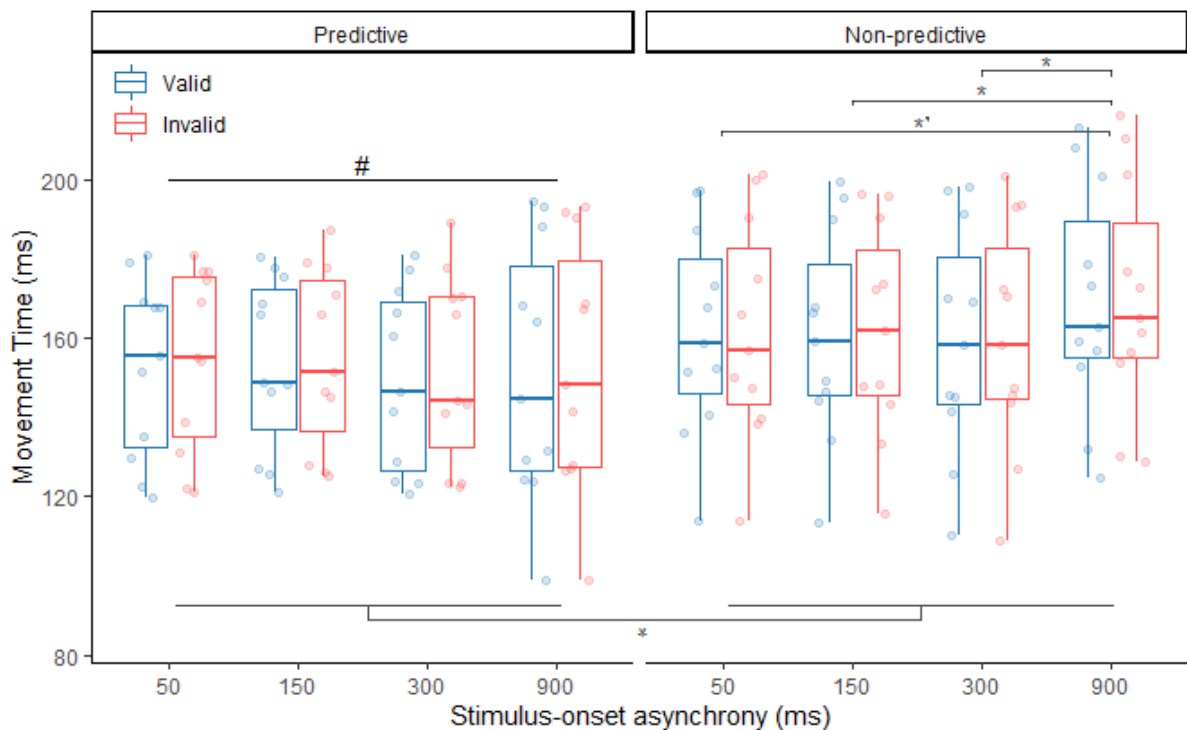 Predictive
Non-predictive
Valid
Invalid
#
*
*
*'
*
Movement Time (ms)
200
160
120
80
50 150 300 900
50 150 300 900
Stimulus-onset asynchrony (ms)